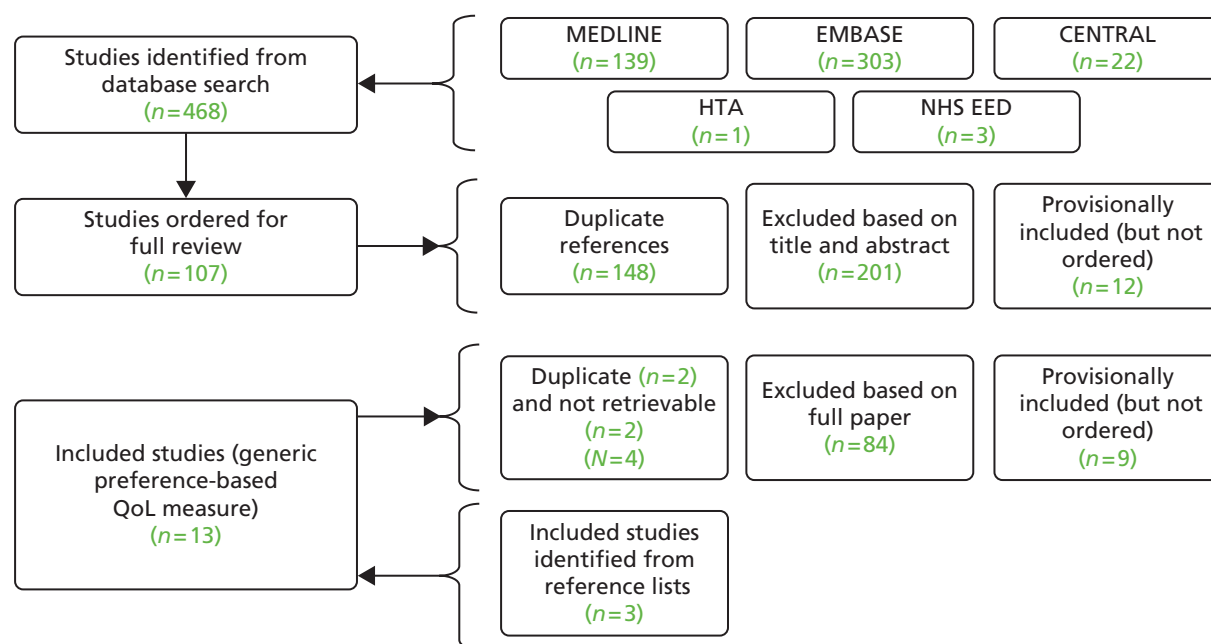 Studies identified from
database search
(n=468)
MEDLINE
(n=139)
EMBASE
(n=303)
CENTRAL
(n=22)
HTA
(n=1)
NHS EED
(n=3)
Studies ordered for
full review
(n=107)
Duplicate
references
(n=148)
Excluded based on
title and abstract
(n=201)
Provisionally
included (but not
ordered)
(n=12)
Included studies (generic
preference-based
QoL measure)
(n=13)
Duplicate (n=2)
and not retrievable
(n=2)
(N=4)
Excluded based on
full paper
(n=84)
Provisionally
included (but not
ordered)
(n=9)
Included studies
identified from
reference lists
(n=3)